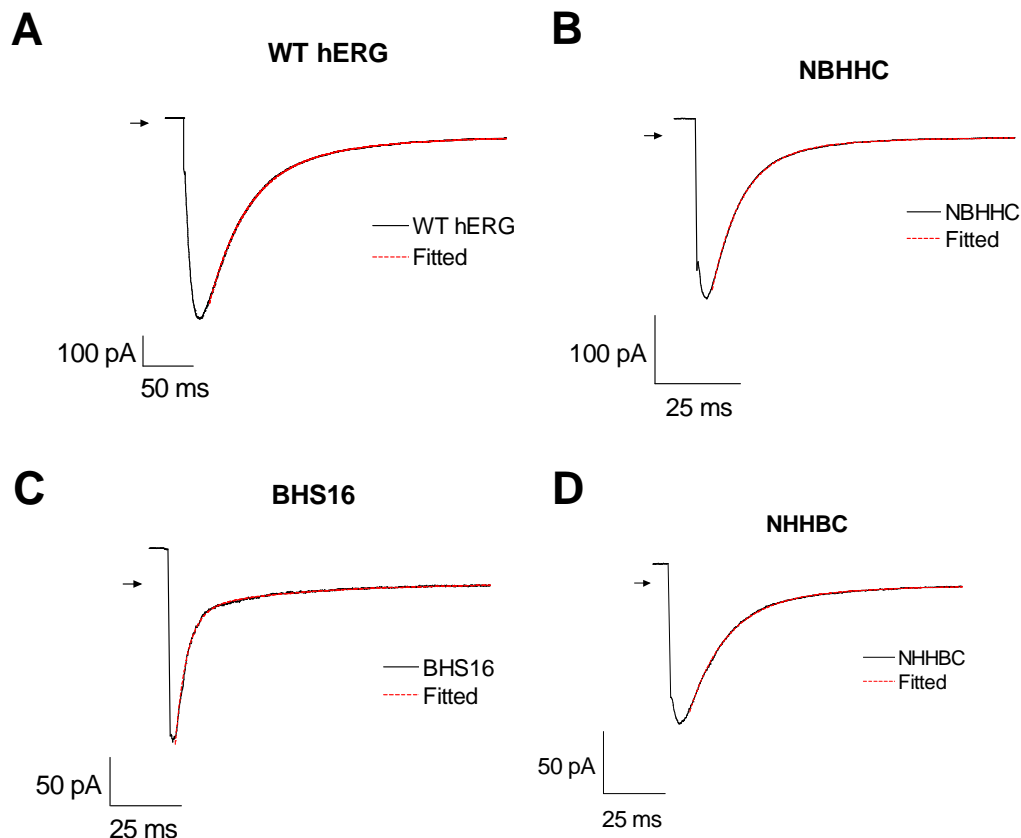 A
WT hERG
WT hERG
Fitted
100 pA
50 ms
B
NBHHC
NBHHC
Fitted
100 pA
25 ms
C
BHS16
BHS16
Fitted
50 pA
25 ms
D
NHHBC
NHHBC
Fitted
50 pA
25 ms